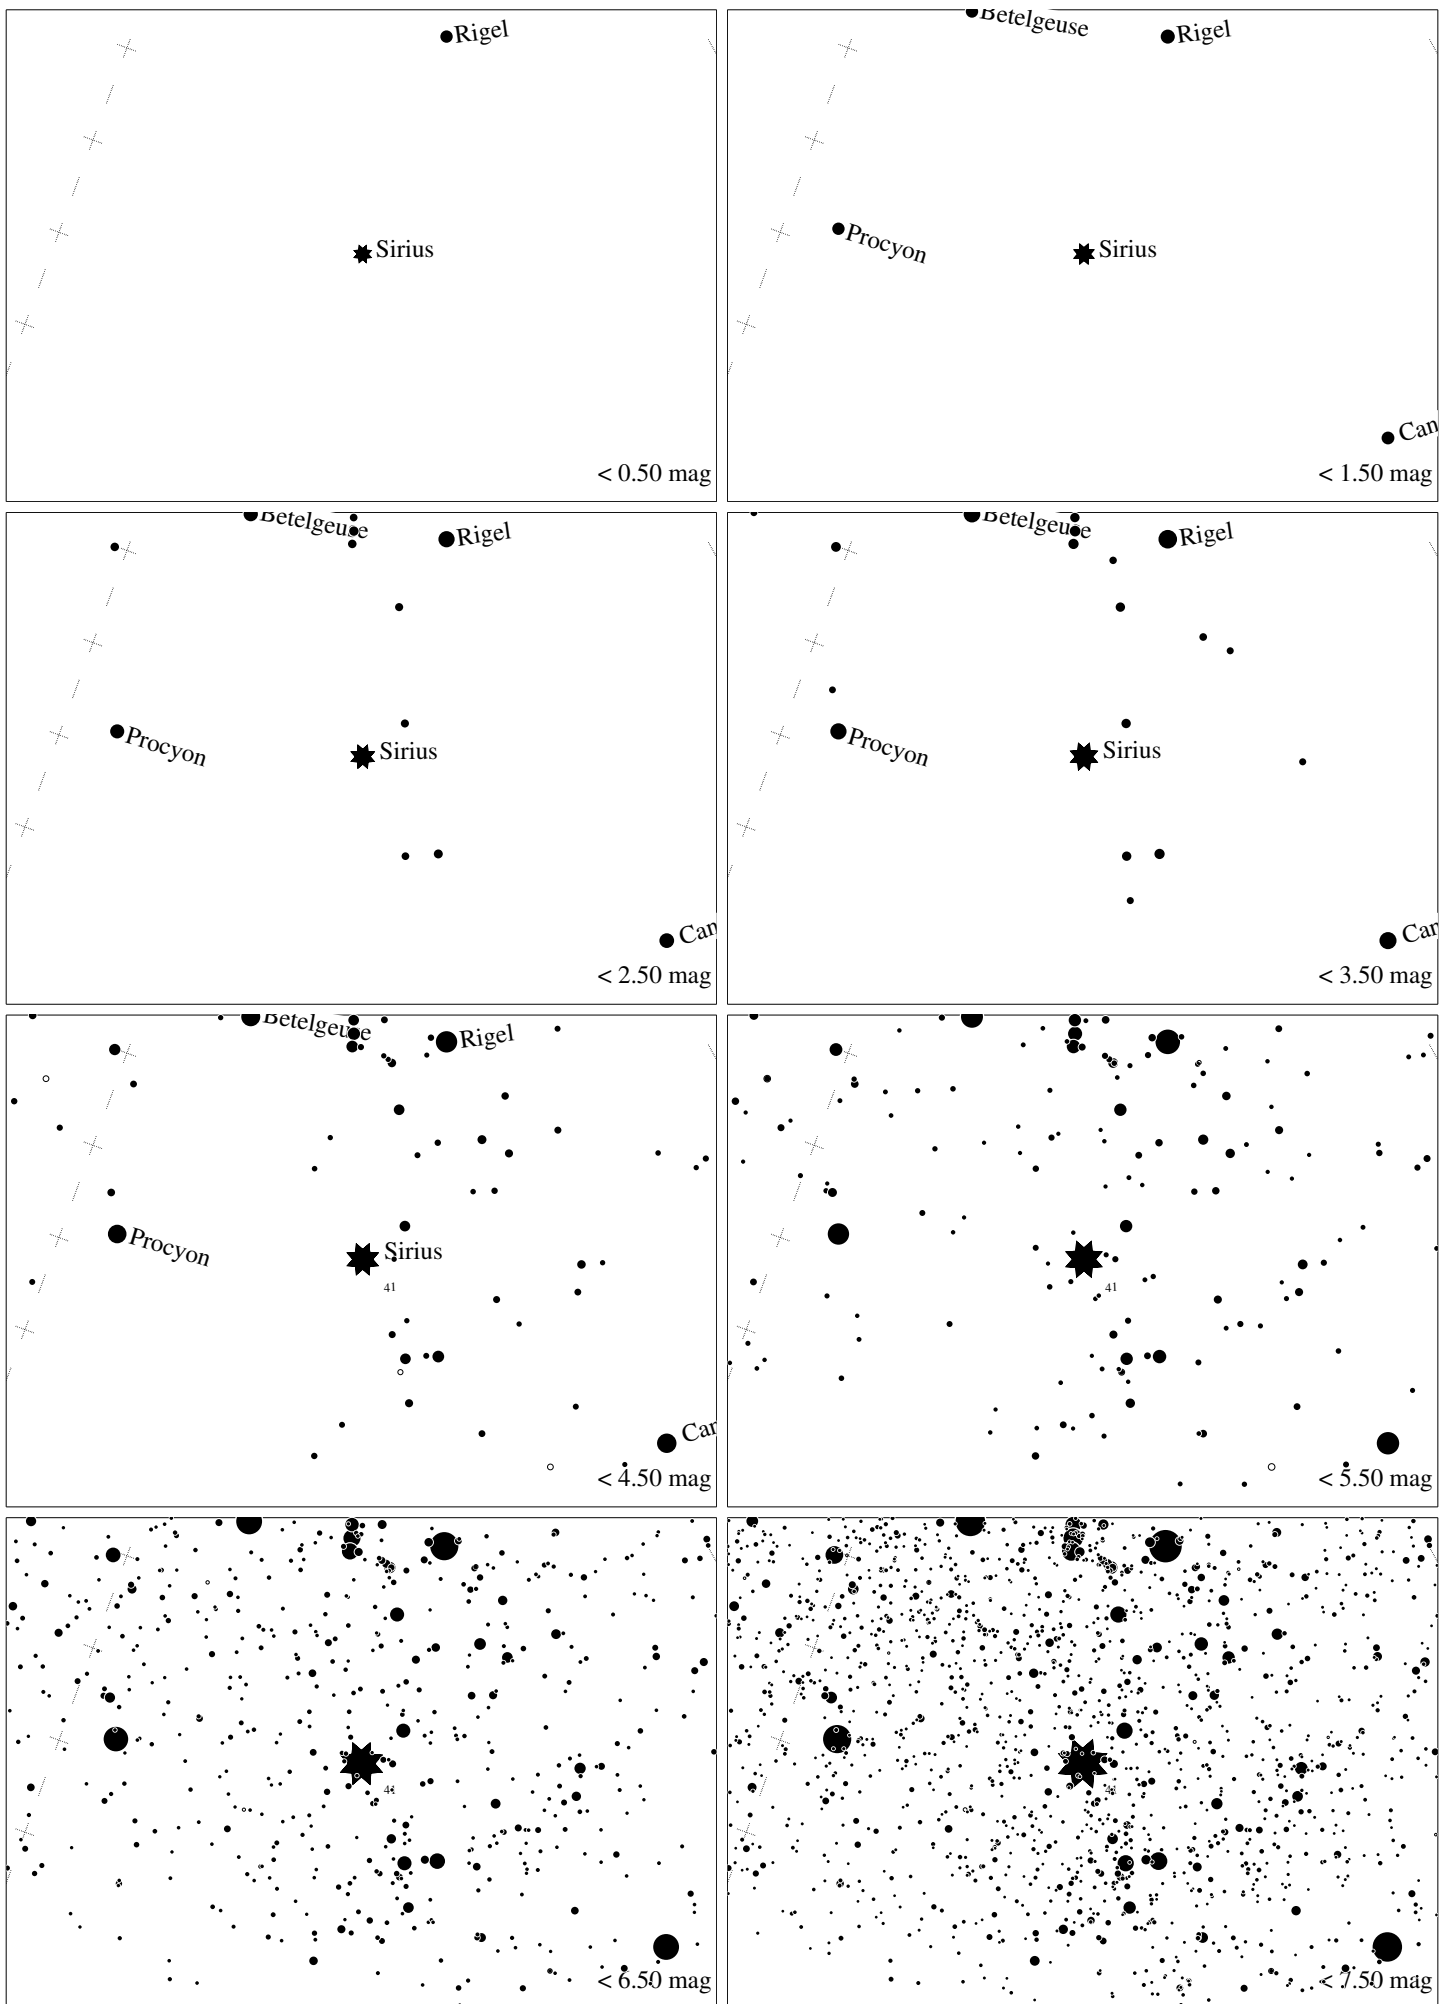 Rigel
Sirius
< 0.50 mag
Betelgeuse
Rigel
Procyon
Sirius
Can
< 1.50 mag
Betelgeuse
Rigel
Procyon
Sirius
Can
< 2.50 mag
Betelgeuse
Rigel
Procyon
Sirius
Can
< 3.50 mag
Betelgeuse
Rigel
Procyon
Sirius
41
Can
< 4.50 mag
41
< 5.50 mag
41
< 6.50 mag
< 7.50 mag